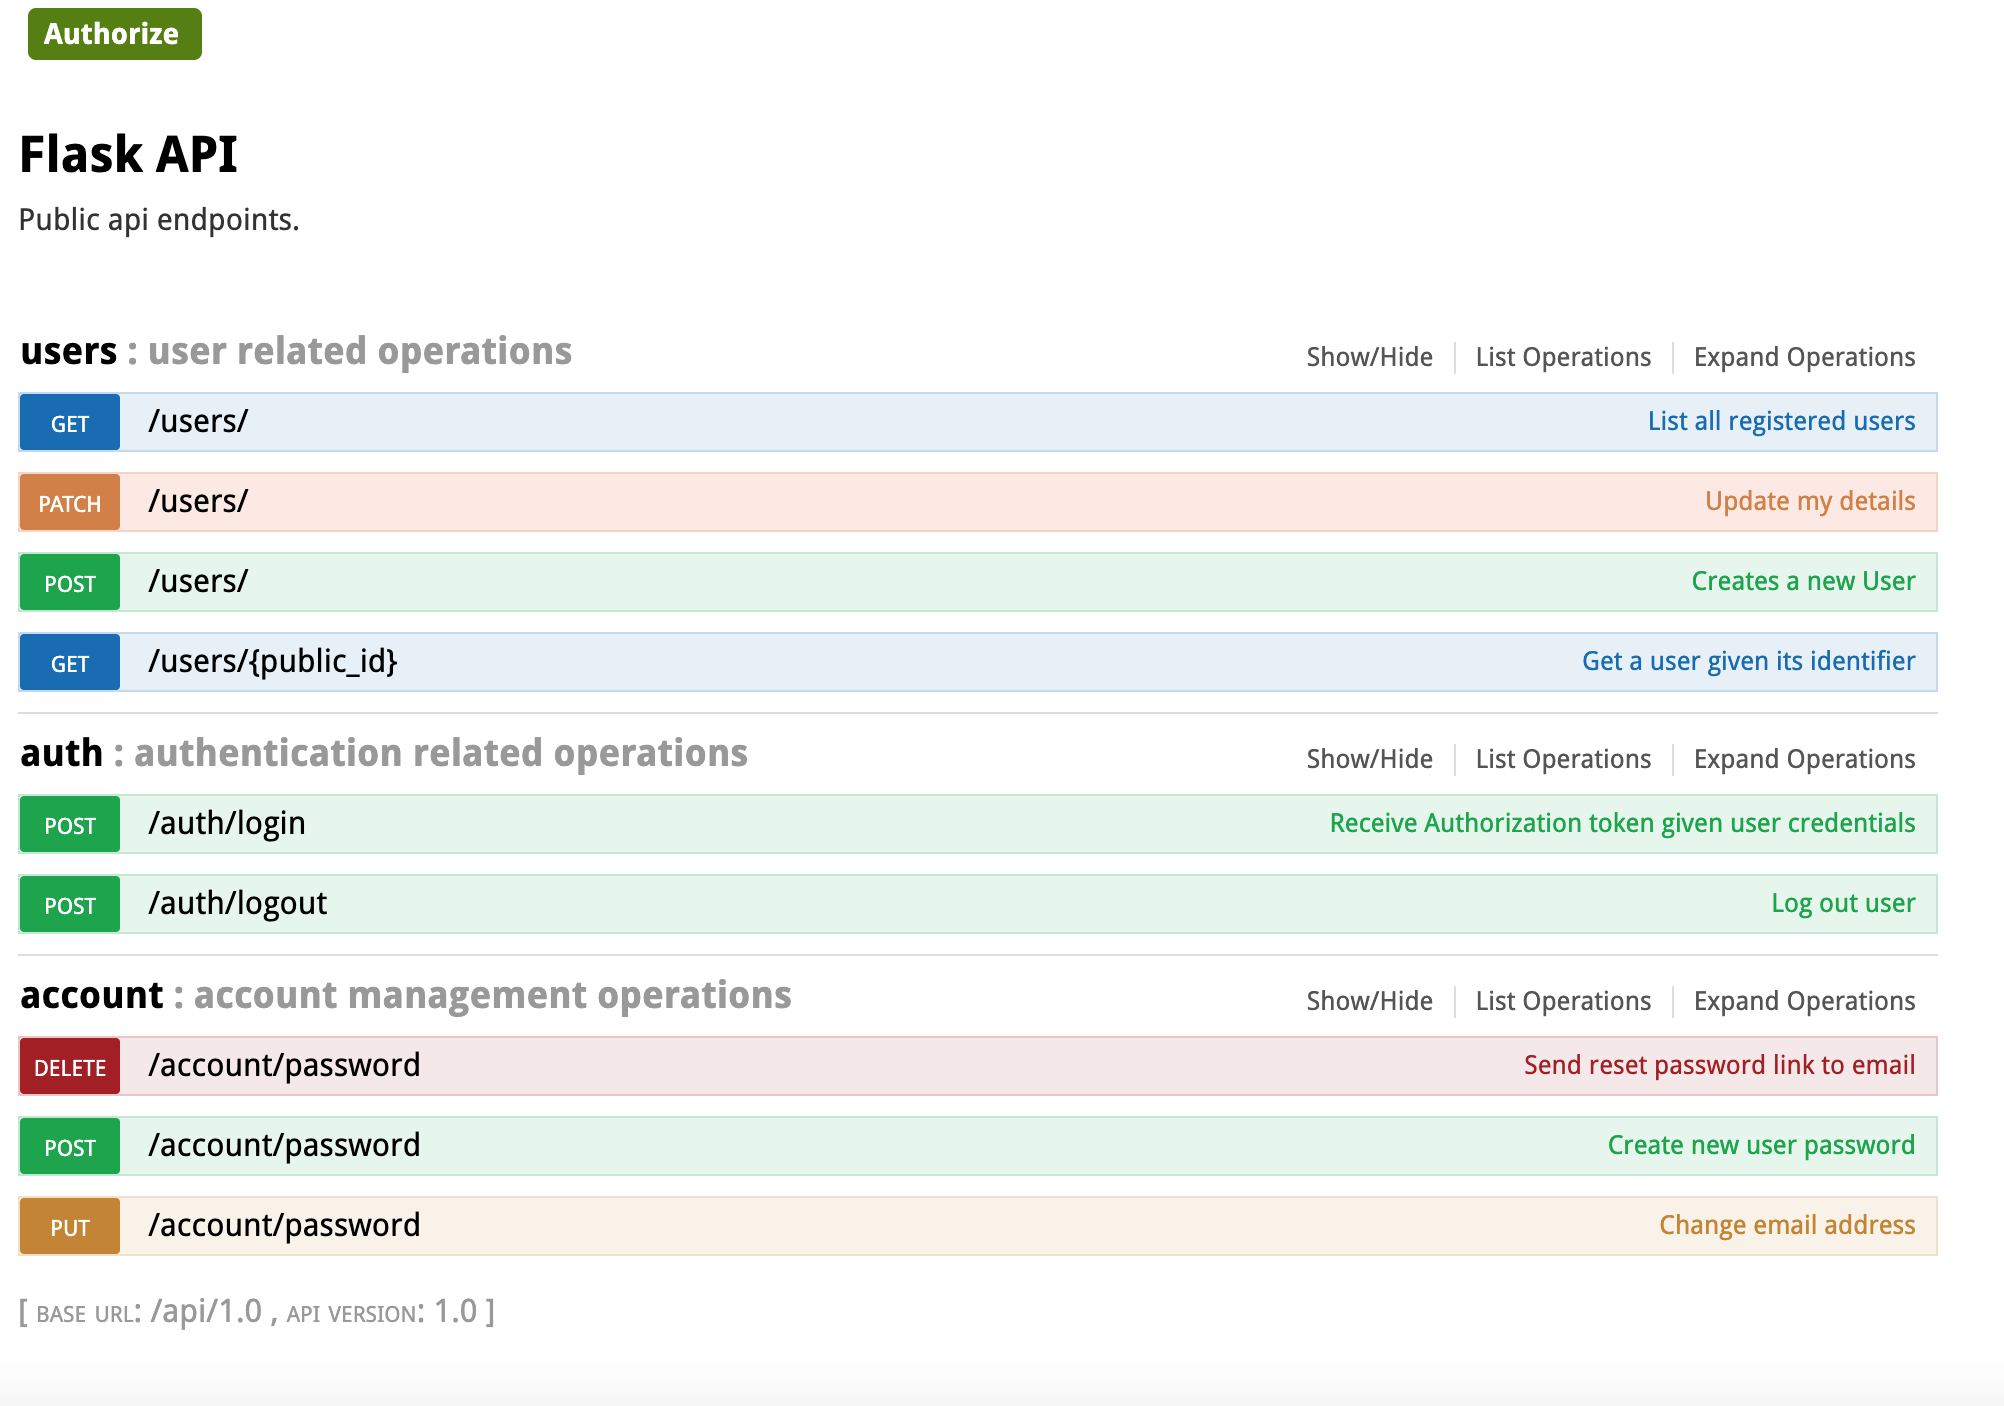 Authorize
Flask API
Public api endpoints.
users : user related operations Show/Hide List Operations Expand Operations
GET /users/ List all registered users
PATCH /users/ Update my details
POST /users/ Creates a new User
GET /users/{public_id} Get a user given its identifier
auth : authentication related operations Show/Hide List Operations Expand Operations
POST /auth/login Receive Authorization token given user credentials
POST /auth/logout Log out user
account : account management operations Show/Hide List Operations Expand Operations
DELETE /account/password Send reset password link to email
POST /account/password Create new user password
PUT /account/password Change email address
[ BASE URL: /api/1.0 , API VERSION: 1.0 ]